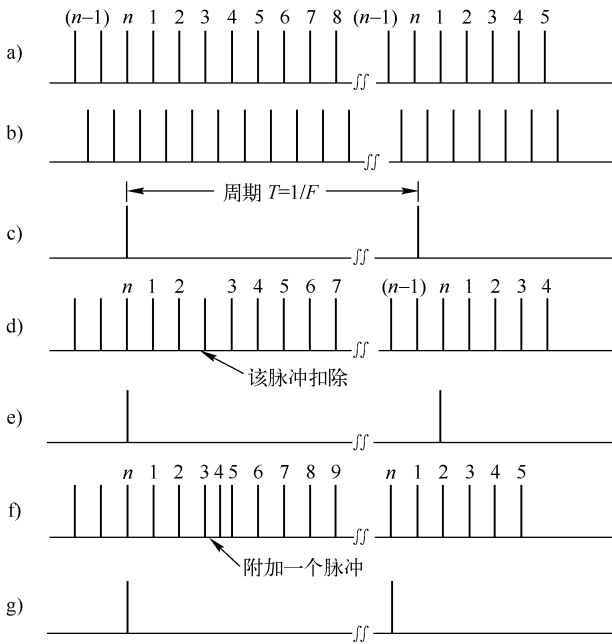 (n–1) n 1 2 3 4 5 6 7 8 (n–1) n 1 2 3 4 5
a)
b)
周期 T=1/F
c)
n 1 2 3 4 5 6 7 (n–1) n 1 2 3 4
d)
该脉冲扣除
e)
n 1 2 3 4 5 6 7 8 9 n 1 2 3 4 5
f)
附加一个脉冲
g)